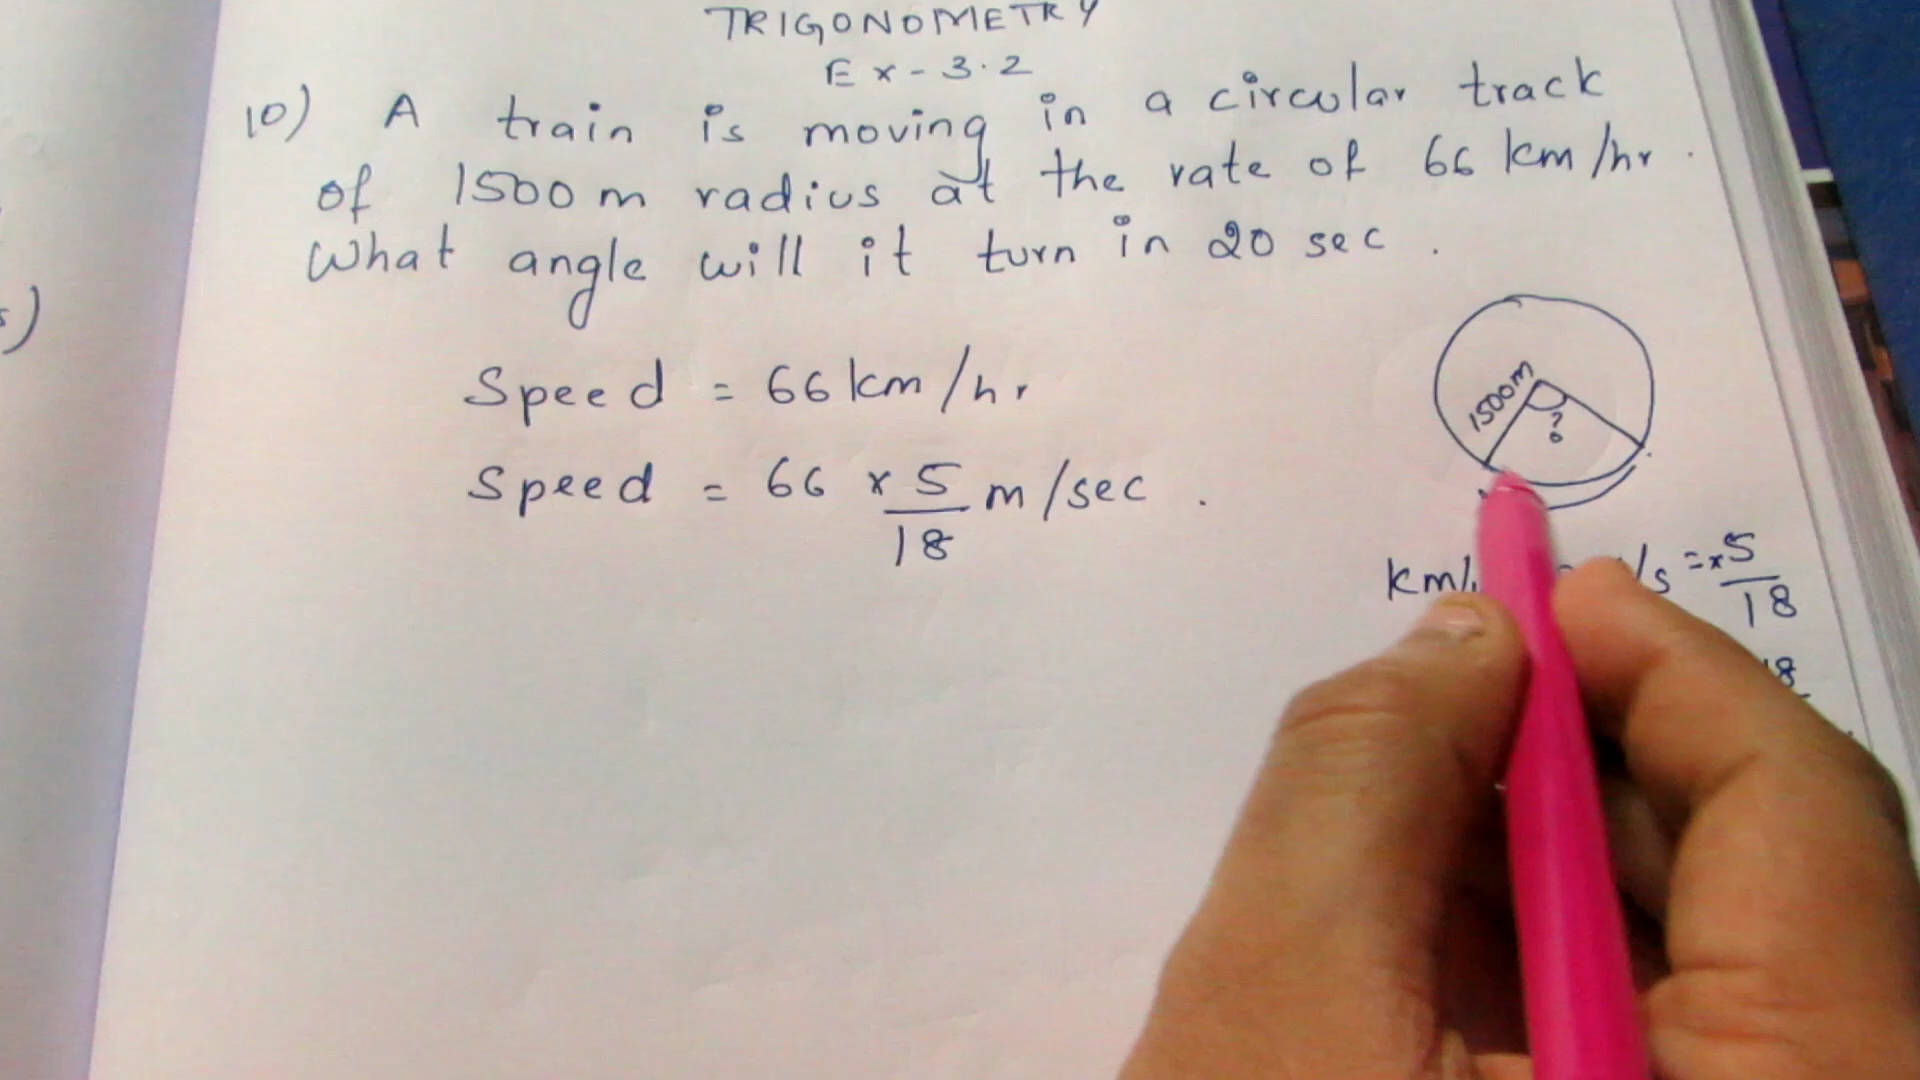 TRIGONOMETRY
Ex-3.2
10) A train is moving in a circular track
of 1500 m radius at the rate of 66 km/hr.
What angle will it turn in 20 sec.
Speed = 66 km/hr
Speed = 66 × 5/18 m/sec.
1500m
?
km/ /s = ×5/18
8